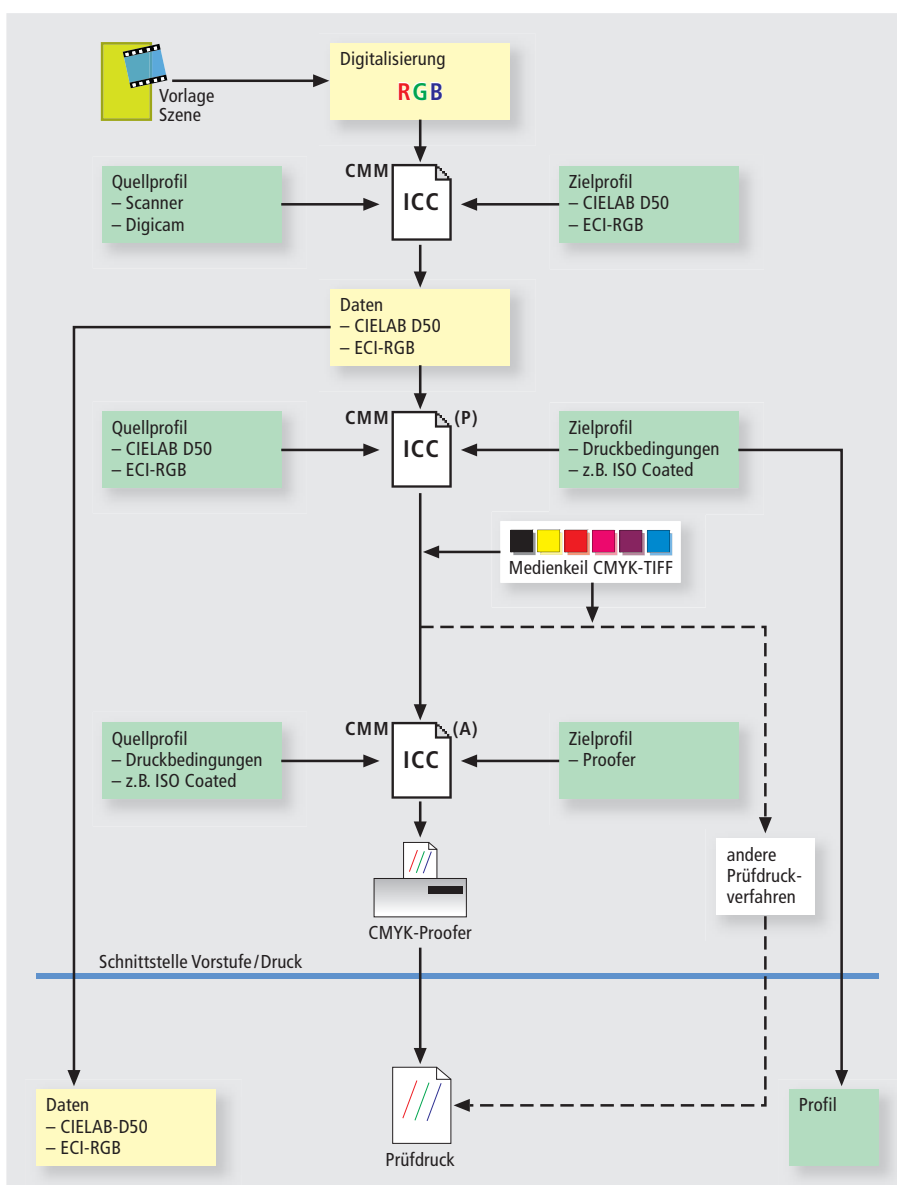 Digitalisierung
RGB
Vorlage
Szene
CMM
ICC
Quellprofil
– Scanner
– Digicam
Zielprofil
– CIELAB D50
– ECI-RGB
Daten
– CIELAB D50
– ECI-RGB
CMM
(P)
ICC
Quellprofil
– CIELAB D50
– ECI-RGB
Zielprofil
– Druckbedingungen
– z.B. ISO Coated
Medienkeil CMYK-TIFF
CMM
(A)
ICC
Quellprofil
– Druckbedingungen
– z.B. ISO Coated
Zielprofil
– Proofer
andere
Prüfdruck-
verfahren
CMYK-Proofer
Schnittstelle Vorstufe/Druck
Daten
– CIELAB-D50
– ECI-RGB
Prüfdruck
Profil